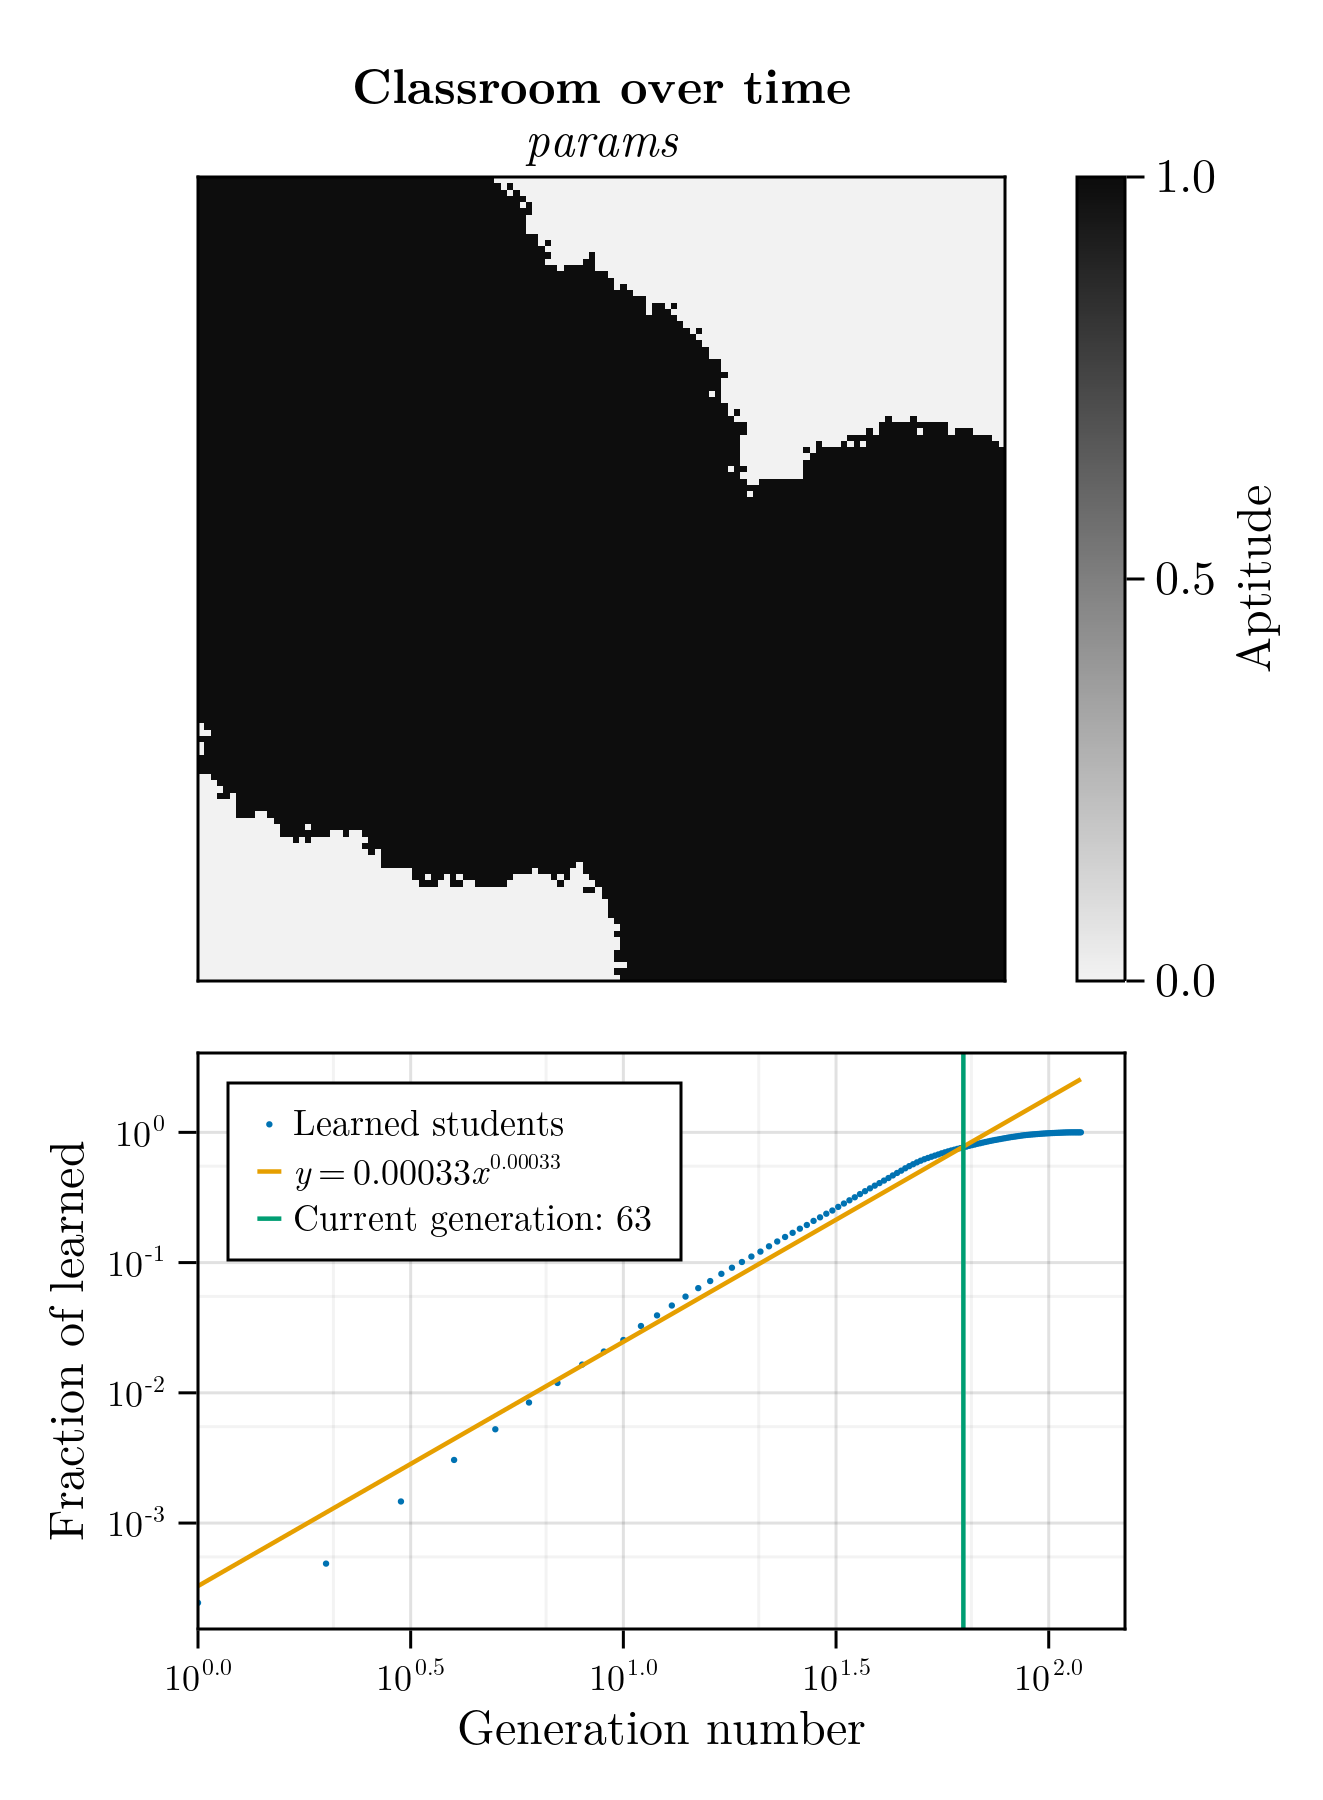 Classroom over time
params
1.0
0.5
0.0
Aptitude
Learned students
y = 0.00033x^0.00033
Current generation: 63
10^0
10^-1
10^-2
10^-3
Fraction of learned
10^0.0 10^0.5 10^1.0 10^1.5 10^2.0
Generation number